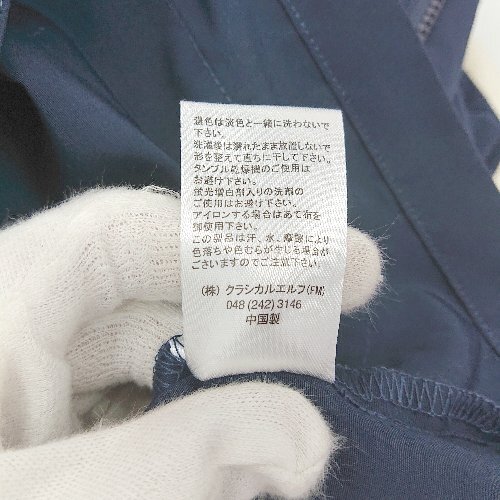 濃色は淡色と一緒に洗わないで
下さい。
洗濯後は濡れたまま放置しないで
形を整えて直ちに干して下さい。
タンブル乾燥機のご使用は
お避け下さい。
蛍光増白剤入りの洗剤の
ご使用はお避け下さい。
アイロンする場合はあて布を
御使用下さい。
この製品は汗、水、摩擦により
色落ちや色むらが生じる場合が
ございますのでご注意下さい。
(株) クラシカルエルフ(FM)
048 (242) 3146
中国製